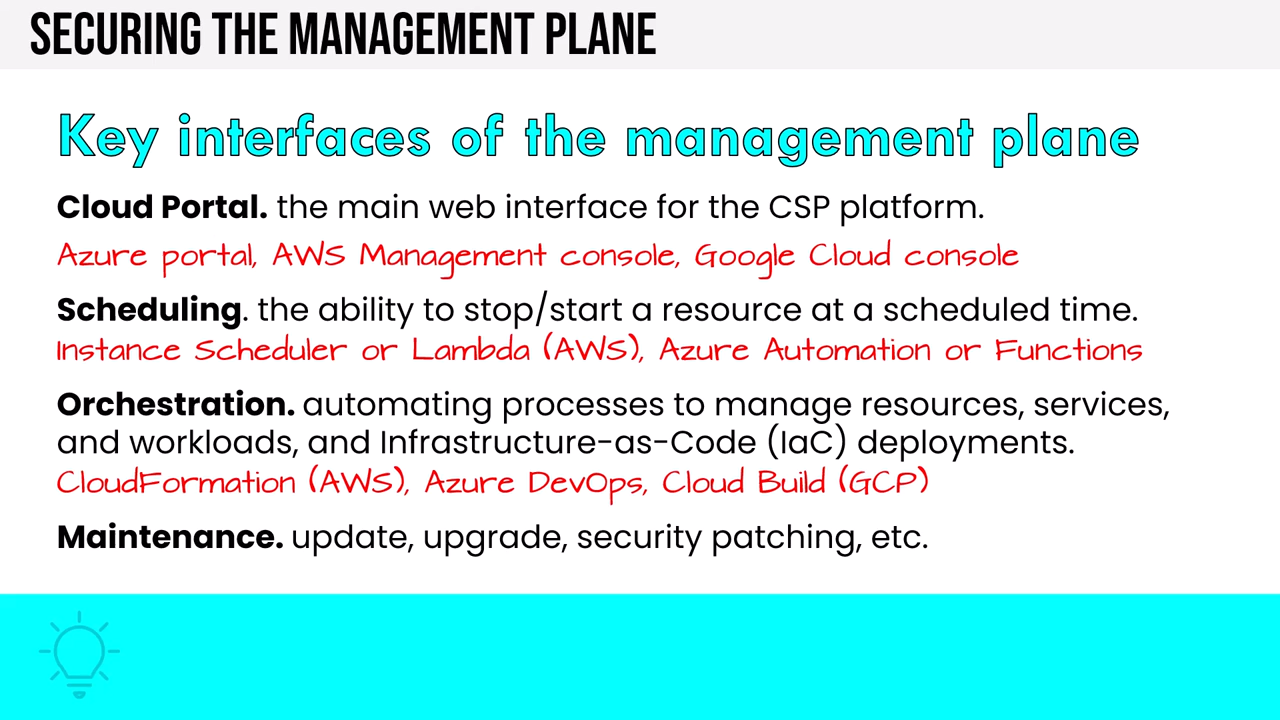 SECURING THE MANAGEMENT PLANE
Key interfaces of the management plane
Cloud Portal. the main web interface for the CSP platform.
Azure portal, AWS Management console, Google Cloud console
Scheduling. the ability to stop/start a resource at a scheduled time.
Instance Scheduler or Lambda (AWS), Azure Automation or Functions
Orchestration. automating processes to manage resources, services,
and workloads, and Infrastructure-as-Code (IaC) deployments.
CloudFormation (AWS), Azure DevOps, Cloud Build (GCP)
Maintenance. update, upgrade, security patching, etc.